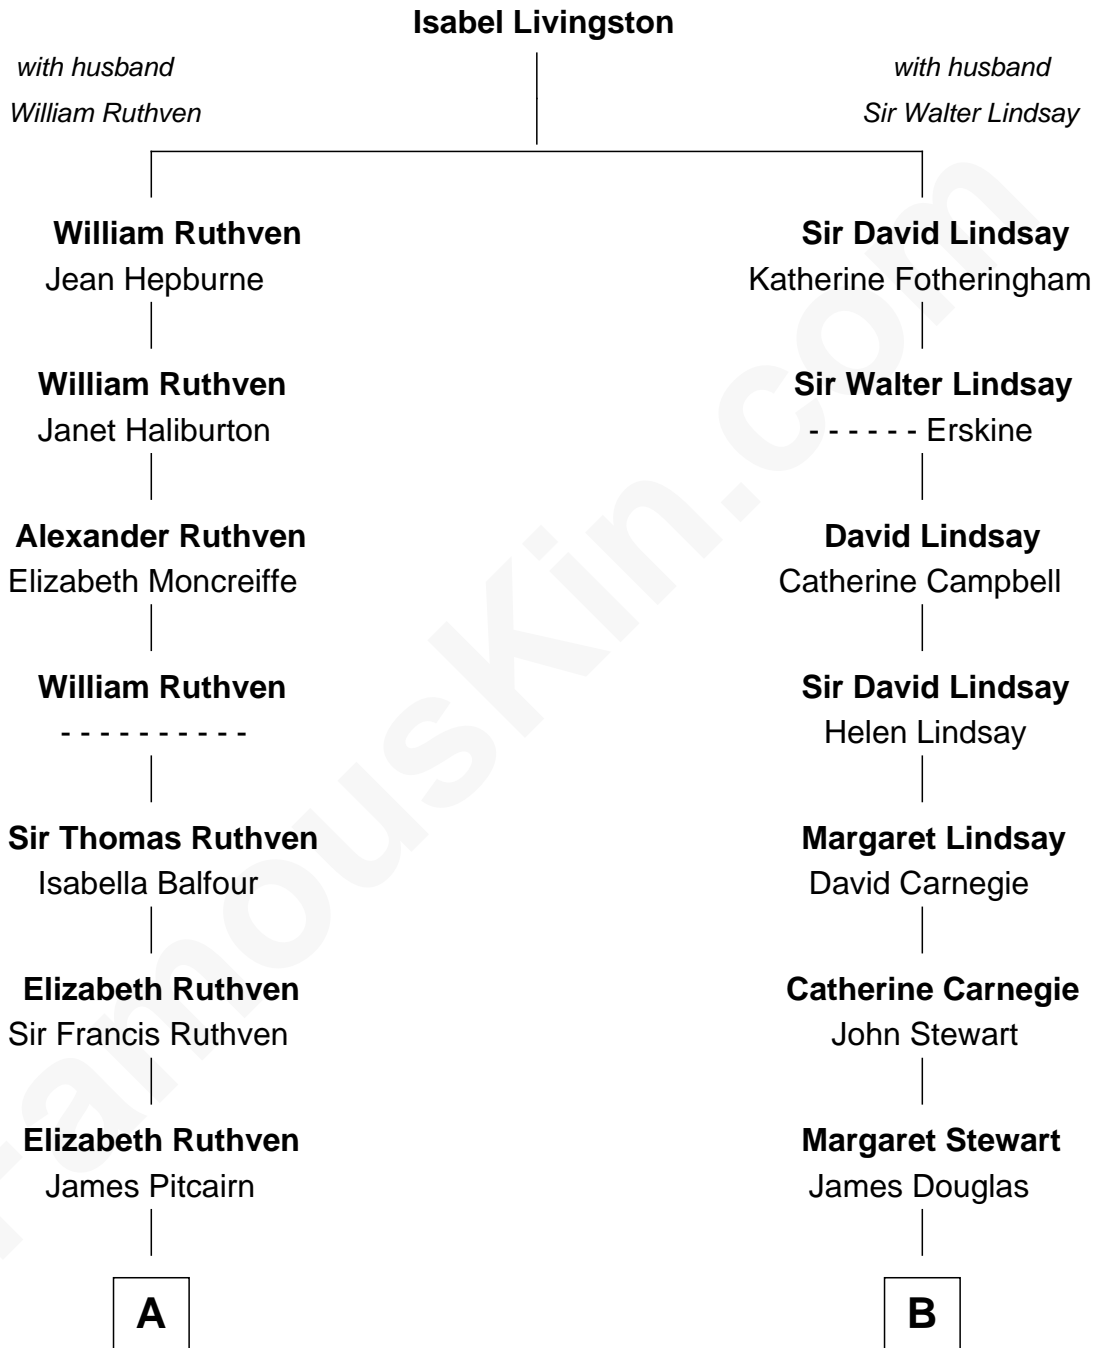 Isabel Livingston
with husband
William Ruthven
with husband
Sir Walter Lindsay
William Ruthven
Jean Hepburne
Sir David Lindsay
Katherine Fotheringham
William Ruthven
Janet Haliburton
Sir Walter Lindsay
- - - - - - Erskine
Alexander Ruthven
Elizabeth Moncreiffe
David Lindsay
Catherine Campbell
William Ruthven
- - - - - - - - - -
Sir David Lindsay
Helen Lindsay
Sir Thomas Ruthven
Isabella Balfour
Margaret Lindsay
David Carnegie
Elizabeth Ruthven
Sir Francis Ruthven
Catherine Carnegie
John Stewart
Elizabeth Ruthven
James Pitcairn
Margaret Stewart
James Douglas
A
B
FamousKin.com